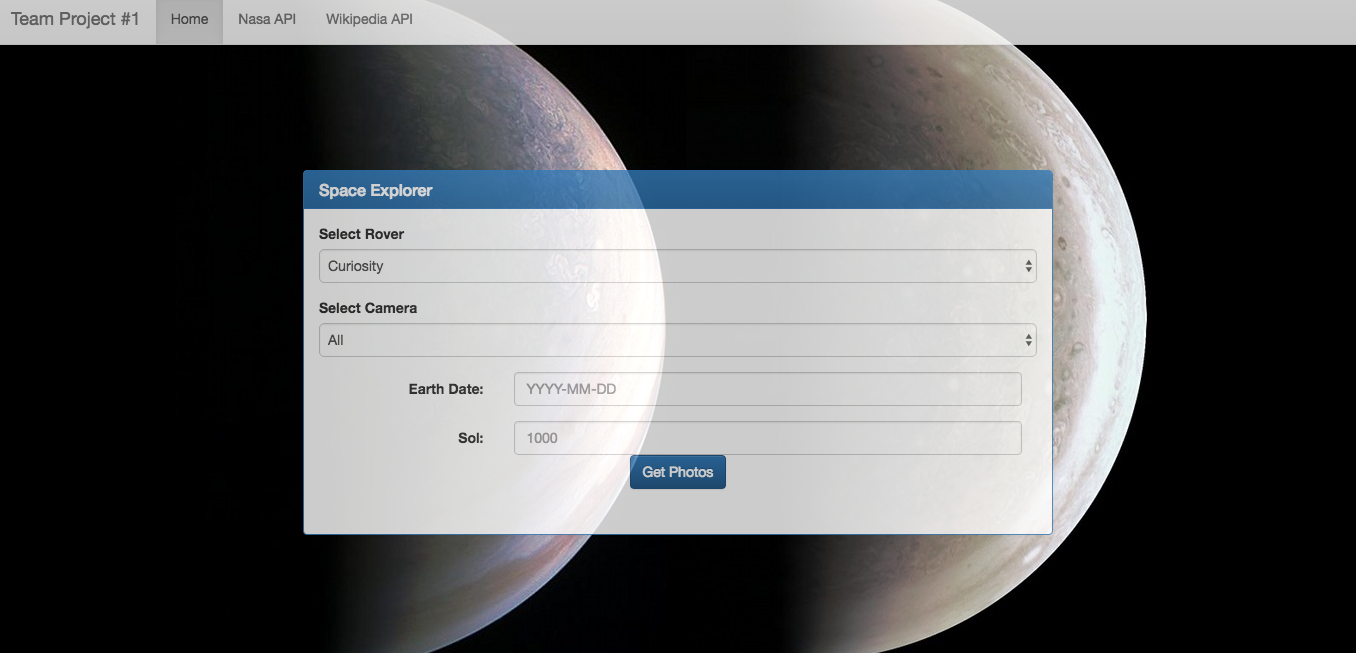 Team Project #1 Home Nasa API Wikipedia API
Space Explorer
Select Rover
Curiosity
Select Camera
All
Earth Date: YYYY-MM-DD
Sol: 1000
Get Photos